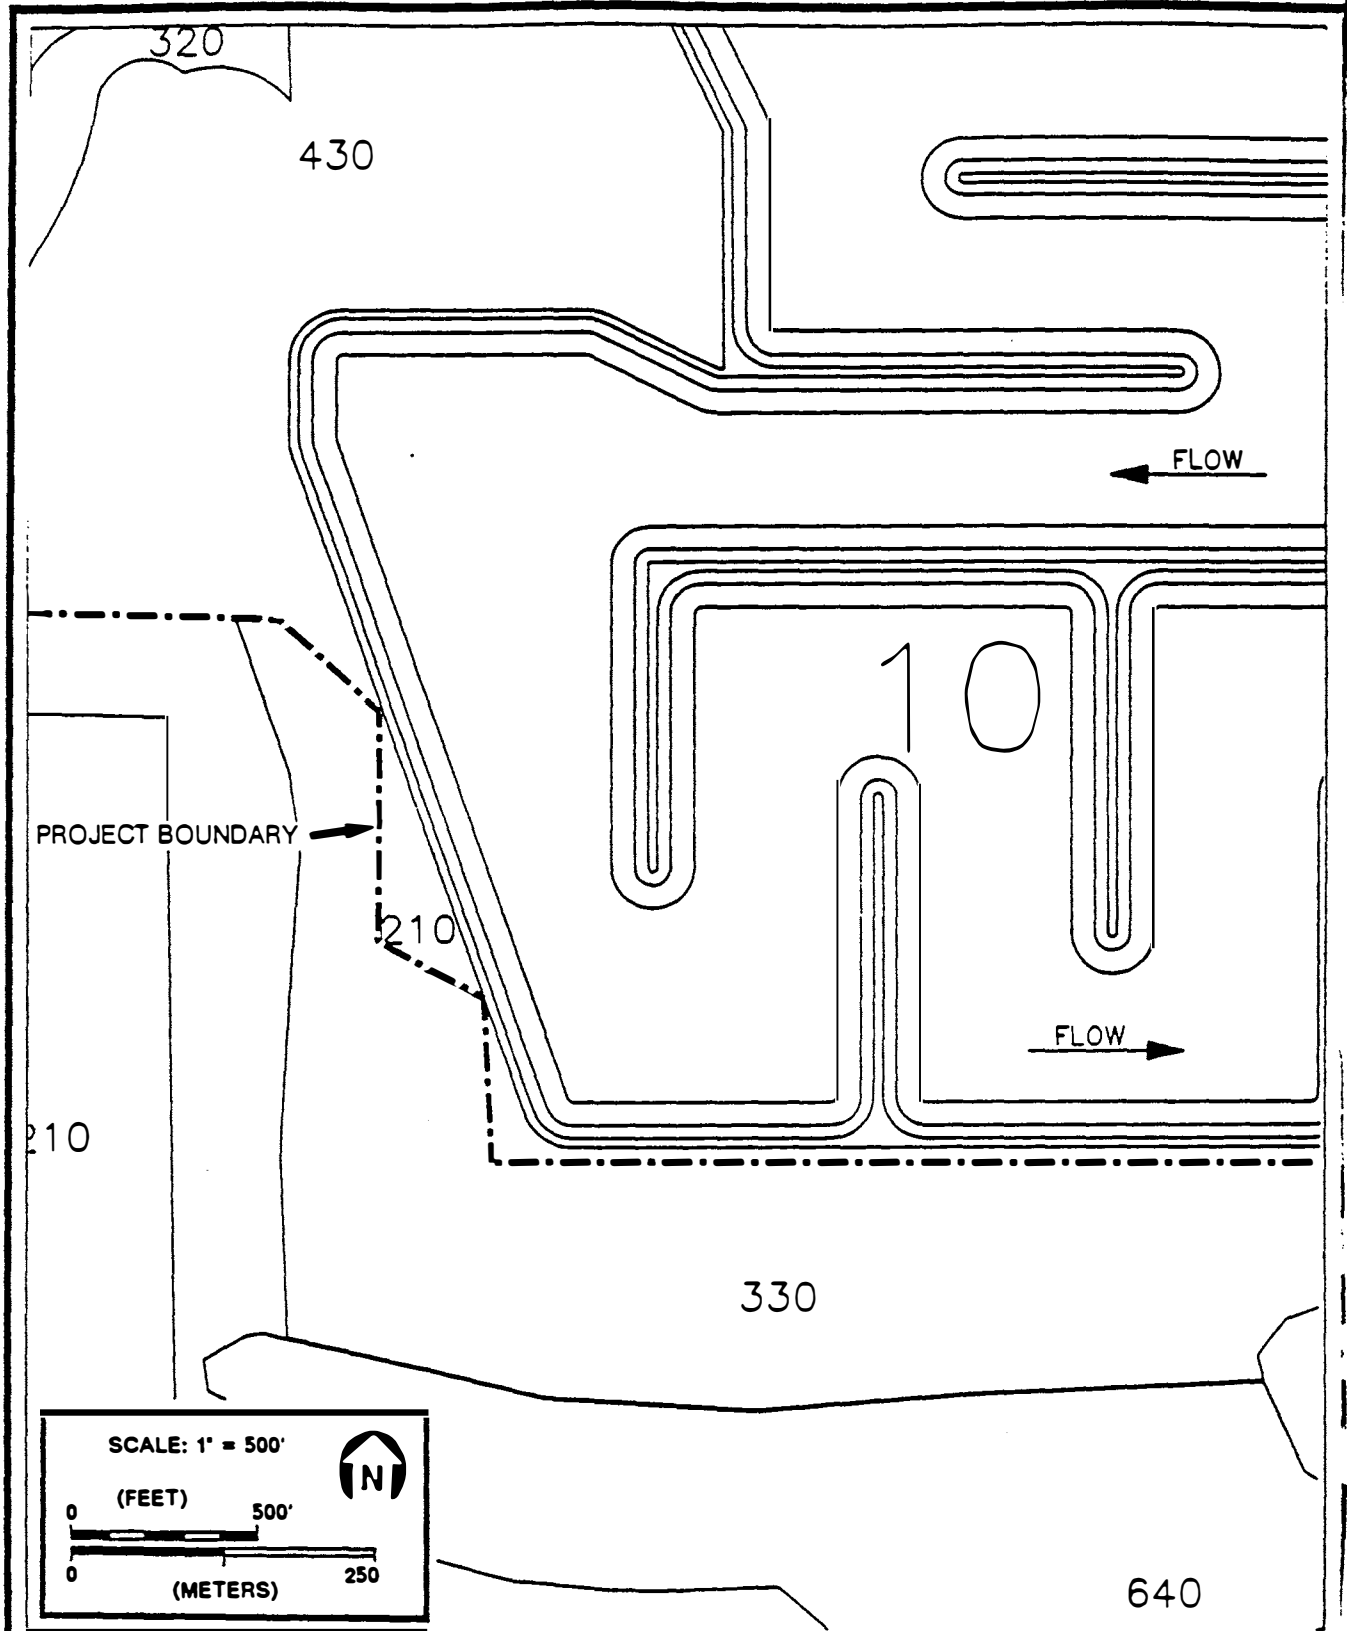 320
430
FLOW
10
PROJECT BOUNDARY
210
FLOW
210
330
SCALE: 1" = 500'
N
(FEET)
0 500'
0 250
(METERS)
640